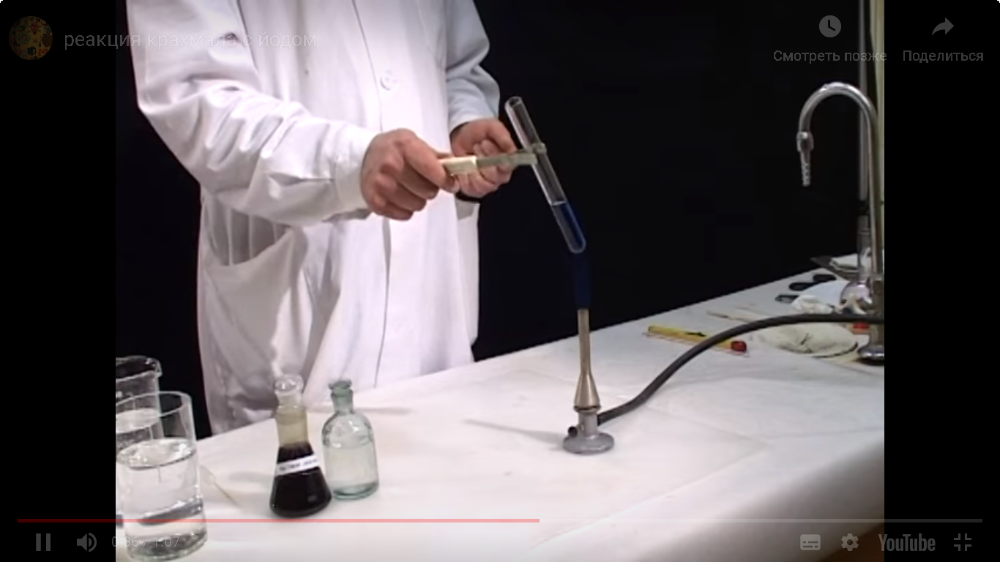 реакция крахмала с йодом
Смотреть позже
Поделиться
0:36 / 1:07
YouTube